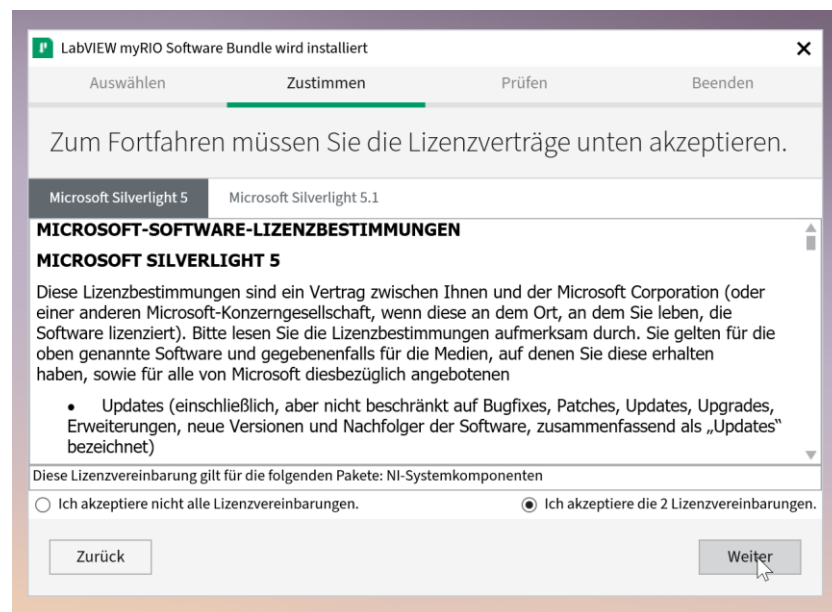 LabVIEW myRIO Software Bundle wird installiert
Auswählen Zustimmen Prüfen Beenden
Zum Fortfahren müssen Sie die Lizenzverträge unten akzeptieren.
Microsoft Silverlight 5 Microsoft Silverlight 5.1
MICROSOFT-SOFTWARE-LIZENZBESTIMMUNGEN
MICROSOFT SILVERLIGHT 5
Diese Lizenzbestimmungen sind ein Vertrag zwischen Ihnen und der Microsoft Corporation (oder
einer anderen Microsoft-Konzerngesellschaft, wenn diese an dem Ort, an dem Sie leben, die
Software lizenziert). Bitte lesen Sie die Lizenzbestimmungen aufmerksam durch. Sie gelten für die
oben genannte Software und gegebenenfalls für die Medien, auf denen Sie diese erhalten
haben, sowie für alle von Microsoft diesbezüglich angebotenen
• Updates (einschließlich, aber nicht beschränkt auf Bugfixes, Patches, Updates, Upgrades,
Erweiterungen, neue Versionen und Nachfolger der Software, zusammenfassend als „Updates“
bezeichnet)
Diese Lizenzvereinbarung gilt für die folgenden Pakete: NI-Systemkomponenten
Ich akzeptiere nicht alle Lizenzvereinbarungen. Ich akzeptiere die 2 Lizenzvereinbarungen.
Zurück Weiter